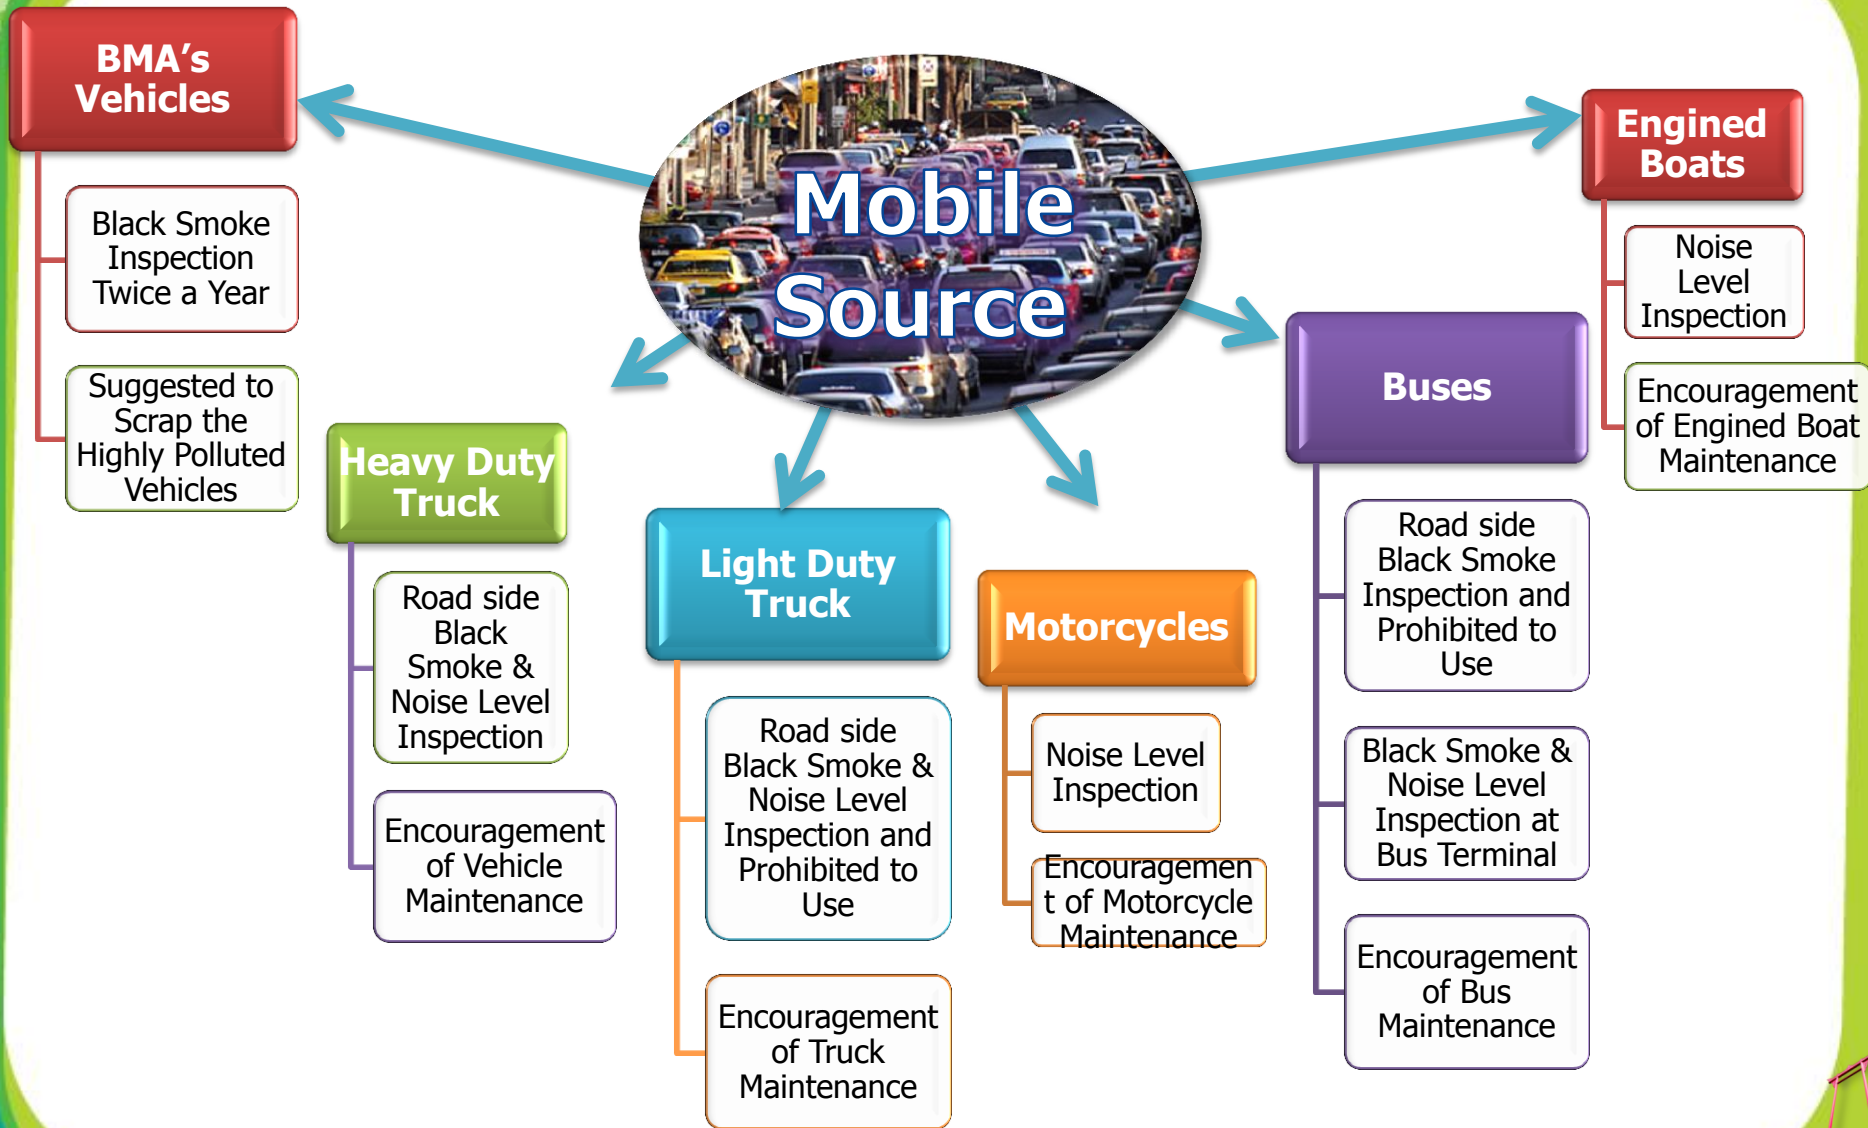 BMA’s
Vehicles
Black Smoke
Inspection
Twice a Year
Suggested to
Scrap the
Highly Polluted
Vehicles
Mobile
Source
Heavy Duty
Truck
Road side
Black
Smoke &
Noise Level
Inspection
Encouragement
of Vehicle
Maintenance
Light Duty
Truck
Road side
Black Smoke &
Noise Level
Inspection and
Prohibited to
Use
Encouragement
of Truck
Maintenance
Motorcycles
Noise Level
Inspection
Encouragemen
t of Motorcycle
Maintenance
Buses
Road side
Black Smoke
Inspection and
Prohibited to
Use
Black Smoke &
Noise Level
Inspection at
Bus Terminal
Encouragement
of Bus
Maintenance
Engined
Boats
Noise
Level
Inspection
Encouragement
of Engined Boat
Maintenance